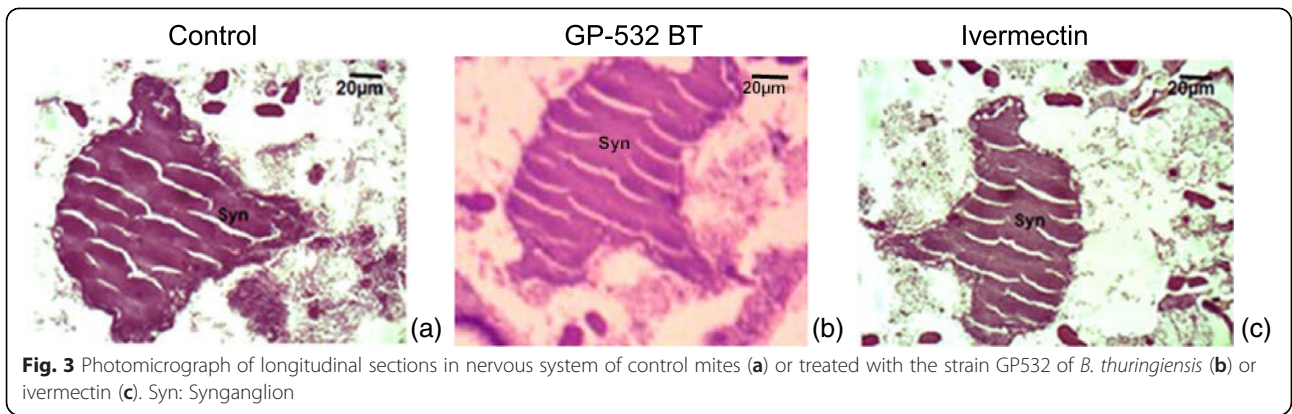 Control GP-532 BT Ivermectin
20µm 20µm 20µm
Syn Syn Syn
(a) (b) (c)
Fig. 3 Photomicrograph of longitudinal sections in nervous system of control mites (a) or treated with the strain GP532 of B. thuringiensis (b) or
ivermectin (c). Syn: Synganglion